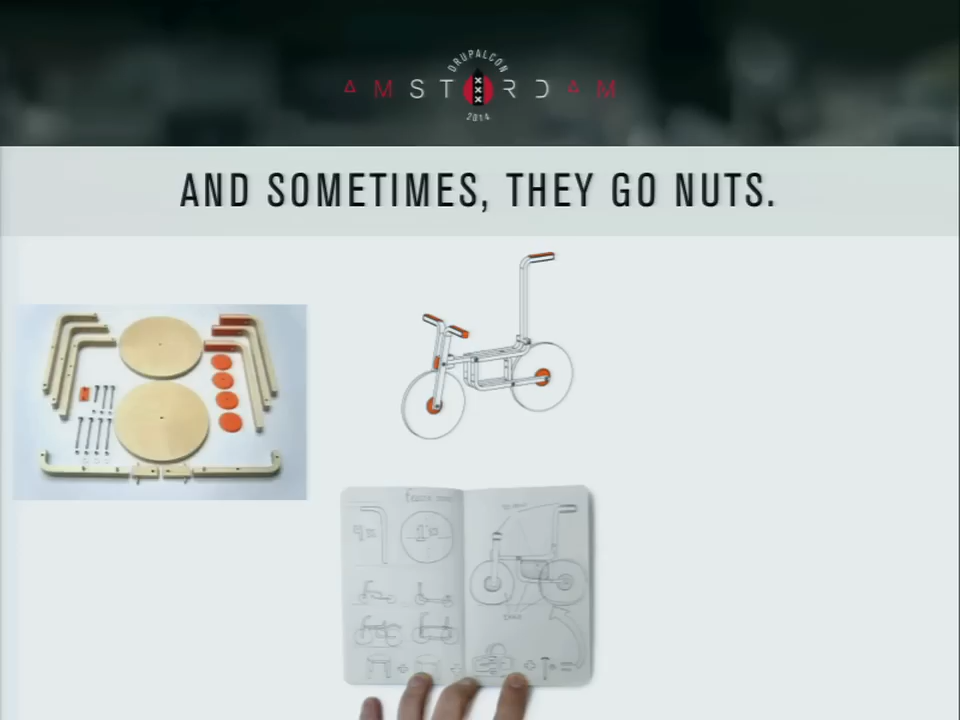 DRUPALCON
AMSTERDAM
2014
AND SOMETIMES, THEY GO NUTS.